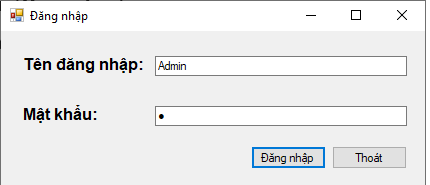 Đăng nhập
Tên đăng nhập: Admin
Mật khẩu: ●
Đăng nhập Thoát